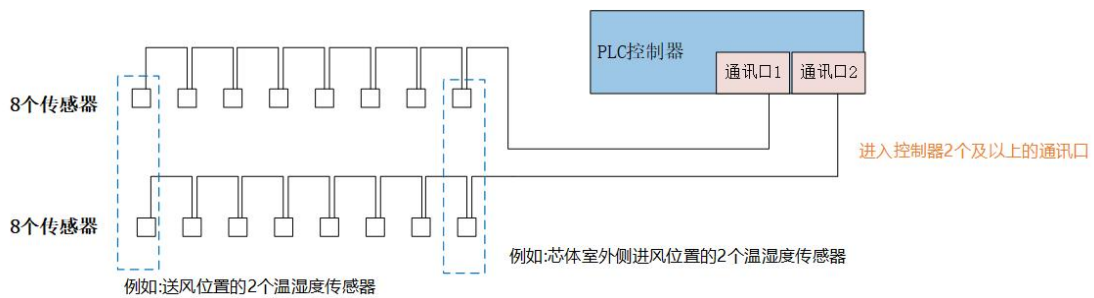 PLC控制器
通讯口1 通讯口2
8个传感器
进入控制器2个及以上的通讯口
8个传感器
例如:芯体室外侧进风位置的2个温湿度传感器
例如:送风位置的2个温湿度传感器